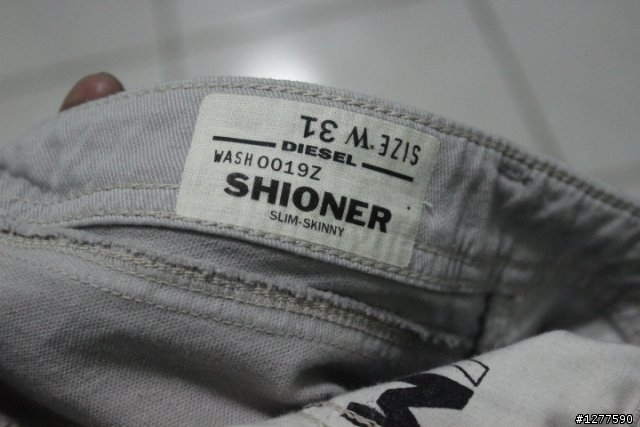 SIZE·W 31
DIESEL
WASH 0019Z
SHIONER
SLIM-SKINNY
#1277590